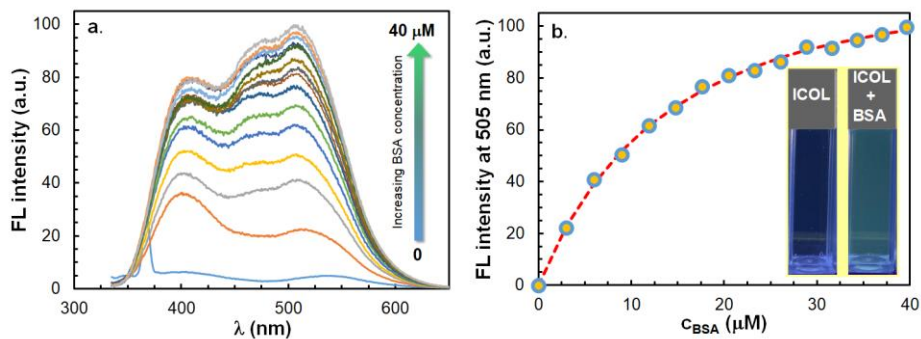 a.
40 μM
Increasing BSA concentration
0
FL intensity (a.u.)
100
80
60
40
20
0
300
400
500
600
λ (nm)
b.
ICOL
ICOL
+
BSA
FL intensity at 505 nm (a.u.)
100
80
60
40
20
0
0
10
20
30
40
cBSA (μM)